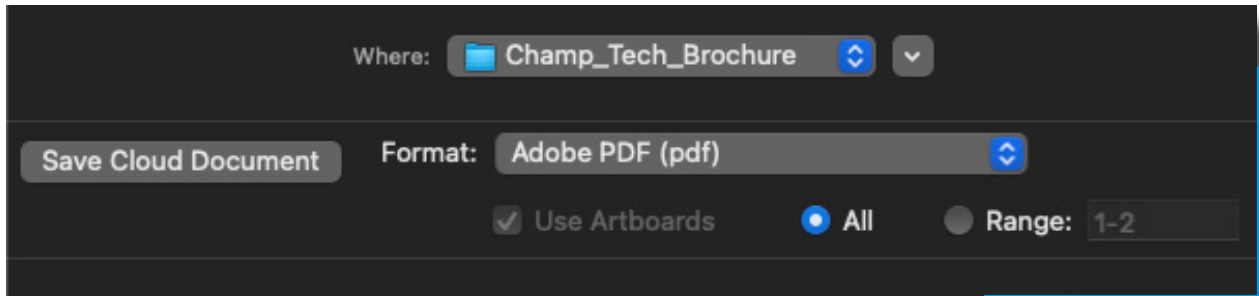 Where: Champ_Tech_Brochure
Save Cloud Document Format: Adobe PDF (pdf)
Use Artboards All Range: 1-2